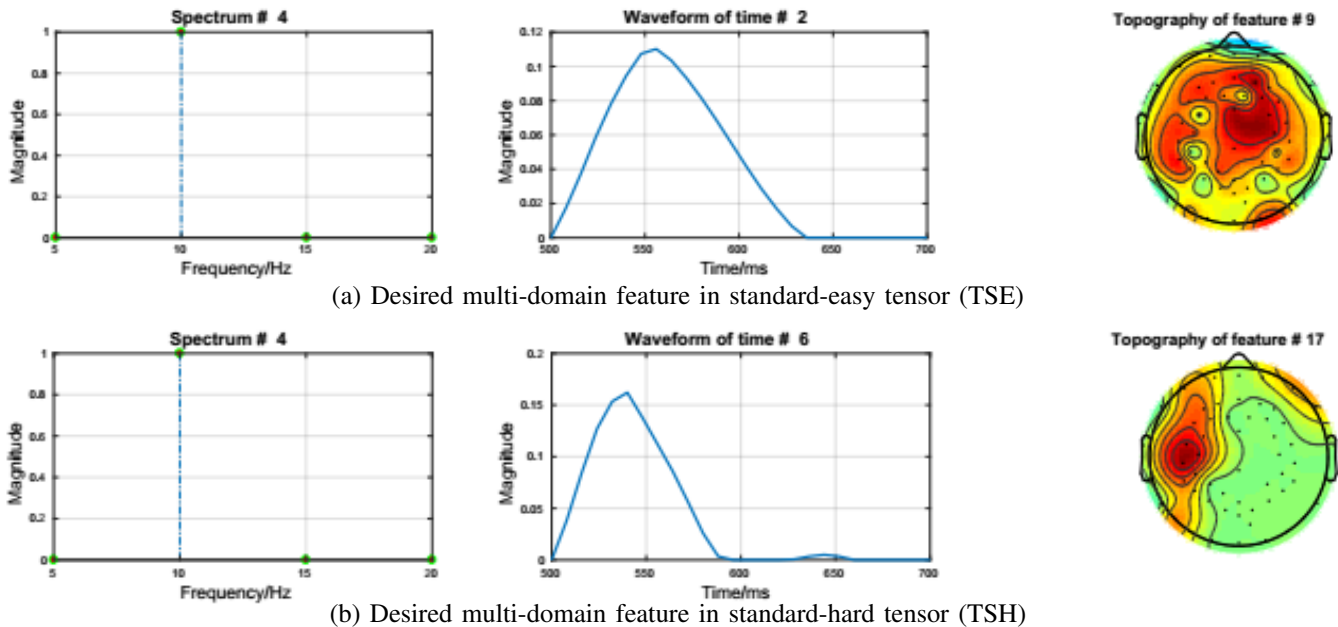 Spectrum # 4
Waveform of time # 2
Topography of feature # 9
Magnitude
1
0.8
0.6
0.4
0.2
0
5
10
15
20
Frequency/Hz
Magnitude
0.12
0.1
0.08
0.06
0.04
0.02
0
500
550
600
650
700
Time/ms
(a) Desired multi-domain feature in standard-easy tensor (TSE)
Spectrum # 4
Waveform of time # 6
Topography of feature # 17
Magnitude
1
0.8
0.6
0.4
0.2
0
5
10
15
20
Frequency/Hz
Magnitude
0.2
0.15
0.1
0.05
0
500
550
600
650
700
Time/ms
(b) Desired multi-domain feature in standard-hard tensor (TSH)